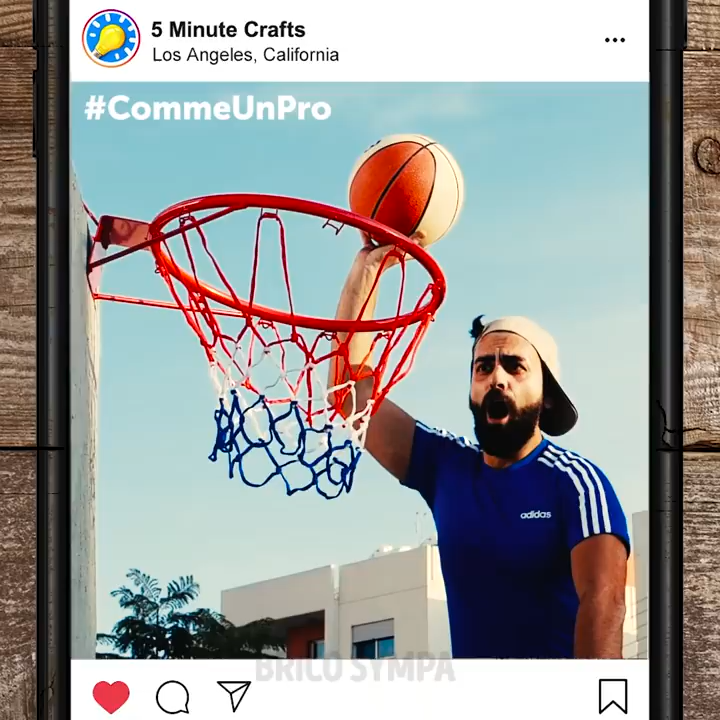 5 Minute Crafts
Los Angeles, California
#CommeUnPro
adidas
BRICO SYMPA